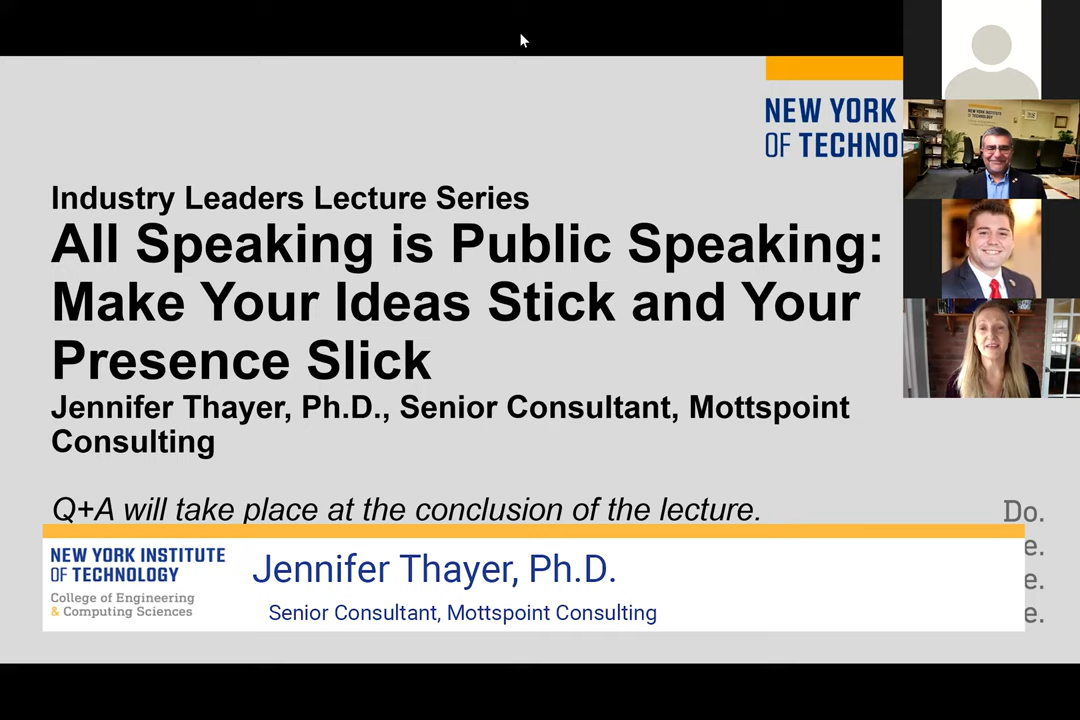 NEW YORK
OF TECHNO
Industry Leaders Lecture Series
All Speaking is Public Speaking:
Make Your Ideas Stick and Your
Presence Slick
Jennifer Thayer, Ph.D., Senior Consultant, Mottspoint
Consulting
Q+A will take place at the conclusion of the lecture.
Do.
e.
e.
e.
NEW YORK INSTITUTE
OF TECHNOLOGY
College of Engineering
& Computing Sciences
Jennifer Thayer, Ph.D.
Senior Consultant, Mottspoint Consulting